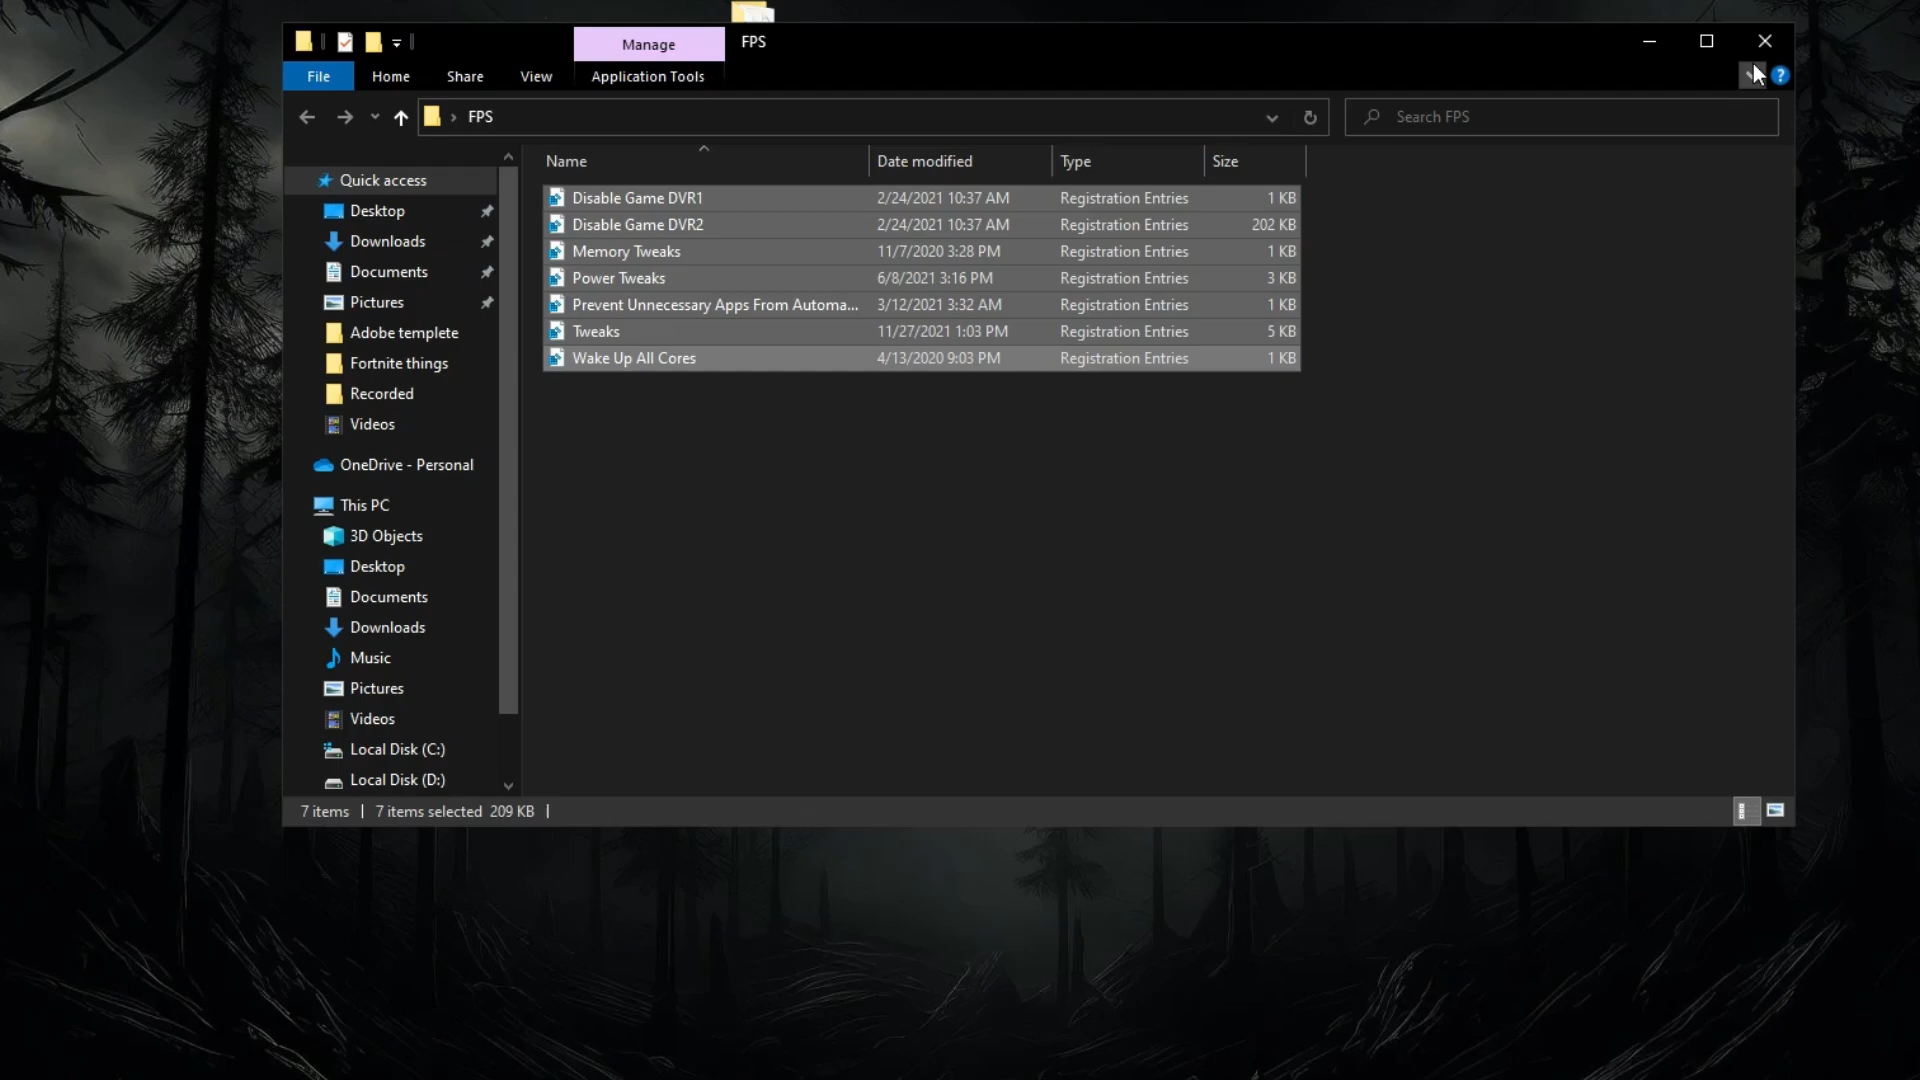 Manage
FPS
File
Home
Share
View
Application Tools
?
FPS
Search FPS
Name
Date modified
Type
Size
Quick access
Desktop
Downloads
Documents
Pictures
Adobe templete
Fortnite things
Recorded
Videos
OneDrive - Personal
This PC
3D Objects
Desktop
Documents
Downloads
Music
Pictures
Videos
Local Disk (C:)
Local Disk (D:)
Disable Game DVR1 2/24/2021 10:37 AM Registration Entries 1 KB
Disable Game DVR2 2/24/2021 10:37 AM Registration Entries 202 KB
Memory Tweaks 11/7/2020 3:28 PM Registration Entries 1 KB
Power Tweaks 6/8/2021 3:16 PM Registration Entries 3 KB
Prevent Unnecessary Apps From Automa... 3/12/2021 3:32 AM Registration Entries 1 KB
Tweaks 11/27/2021 1:03 PM Registration Entries 5 KB
Wake Up All Cores 4/13/2020 9:03 PM Registration Entries 1 KB
7 items | 7 items selected 209 KB |